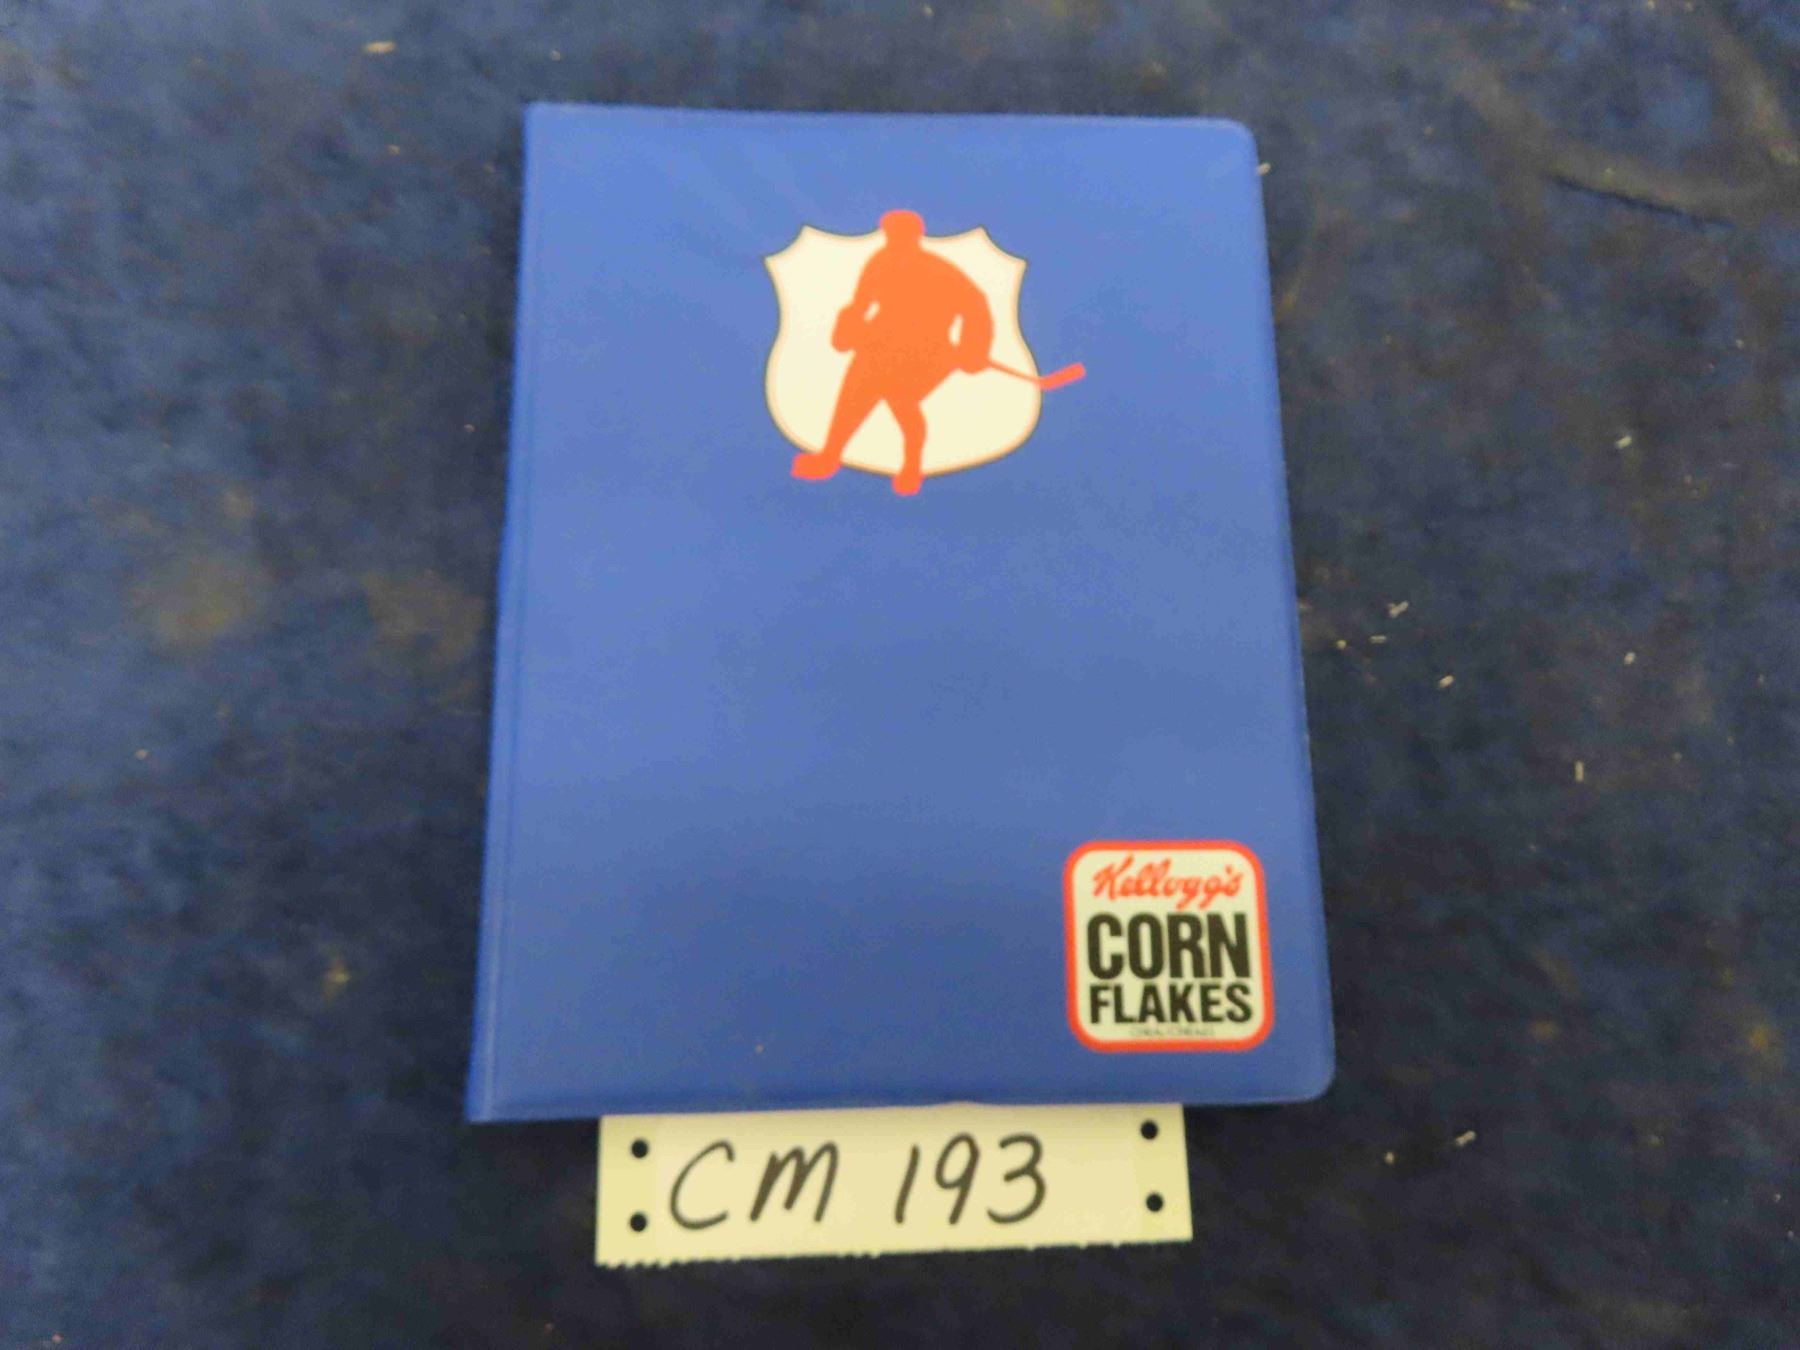 Kellogg's
CORN
FLAKES
CM 193